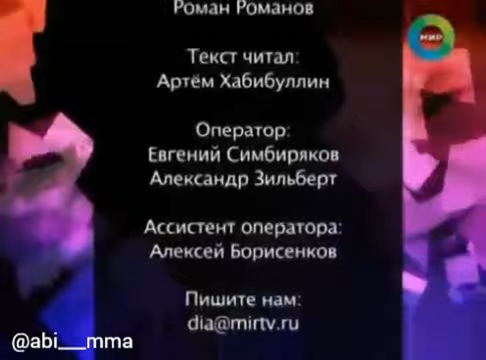 Роман Романов
МИР
Текст читал:
Артём Хабибуллин
Оператор:
Евгений Симбиряков
Александр Зильберт
Ассистент оператора:
Алексей Борисенков
Пишите нам:
dia@mirtv.ru
@abi___mma